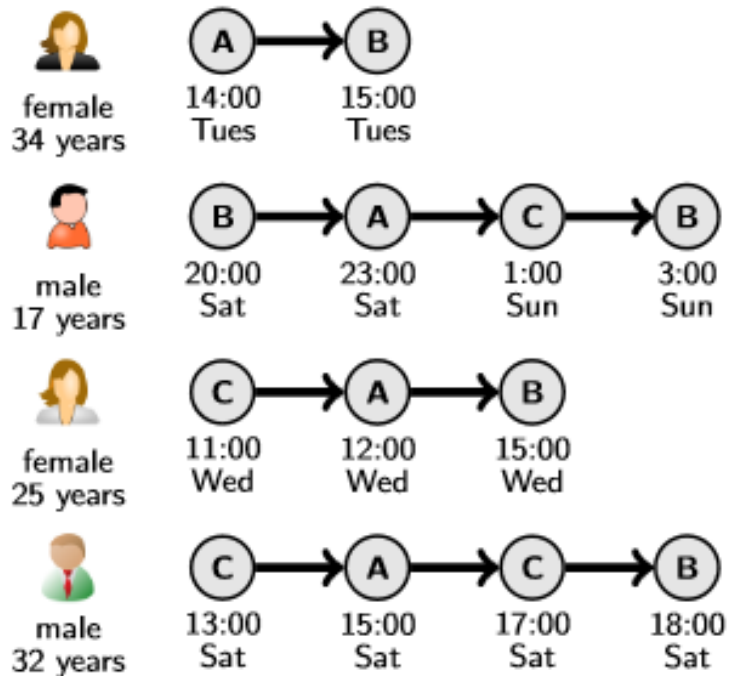 A B
14:00 15:00
female Tues Tues
34 years
B A C B
20:00 23:00 1:00 3:00
male Sat Sat Sun Sun
17 years
C A B
11:00 12:00 15:00
female Wed Wed Wed
25 years
C A C B
13:00 15:00 17:00 18:00
male Sat Sat Sat Sat
32 years